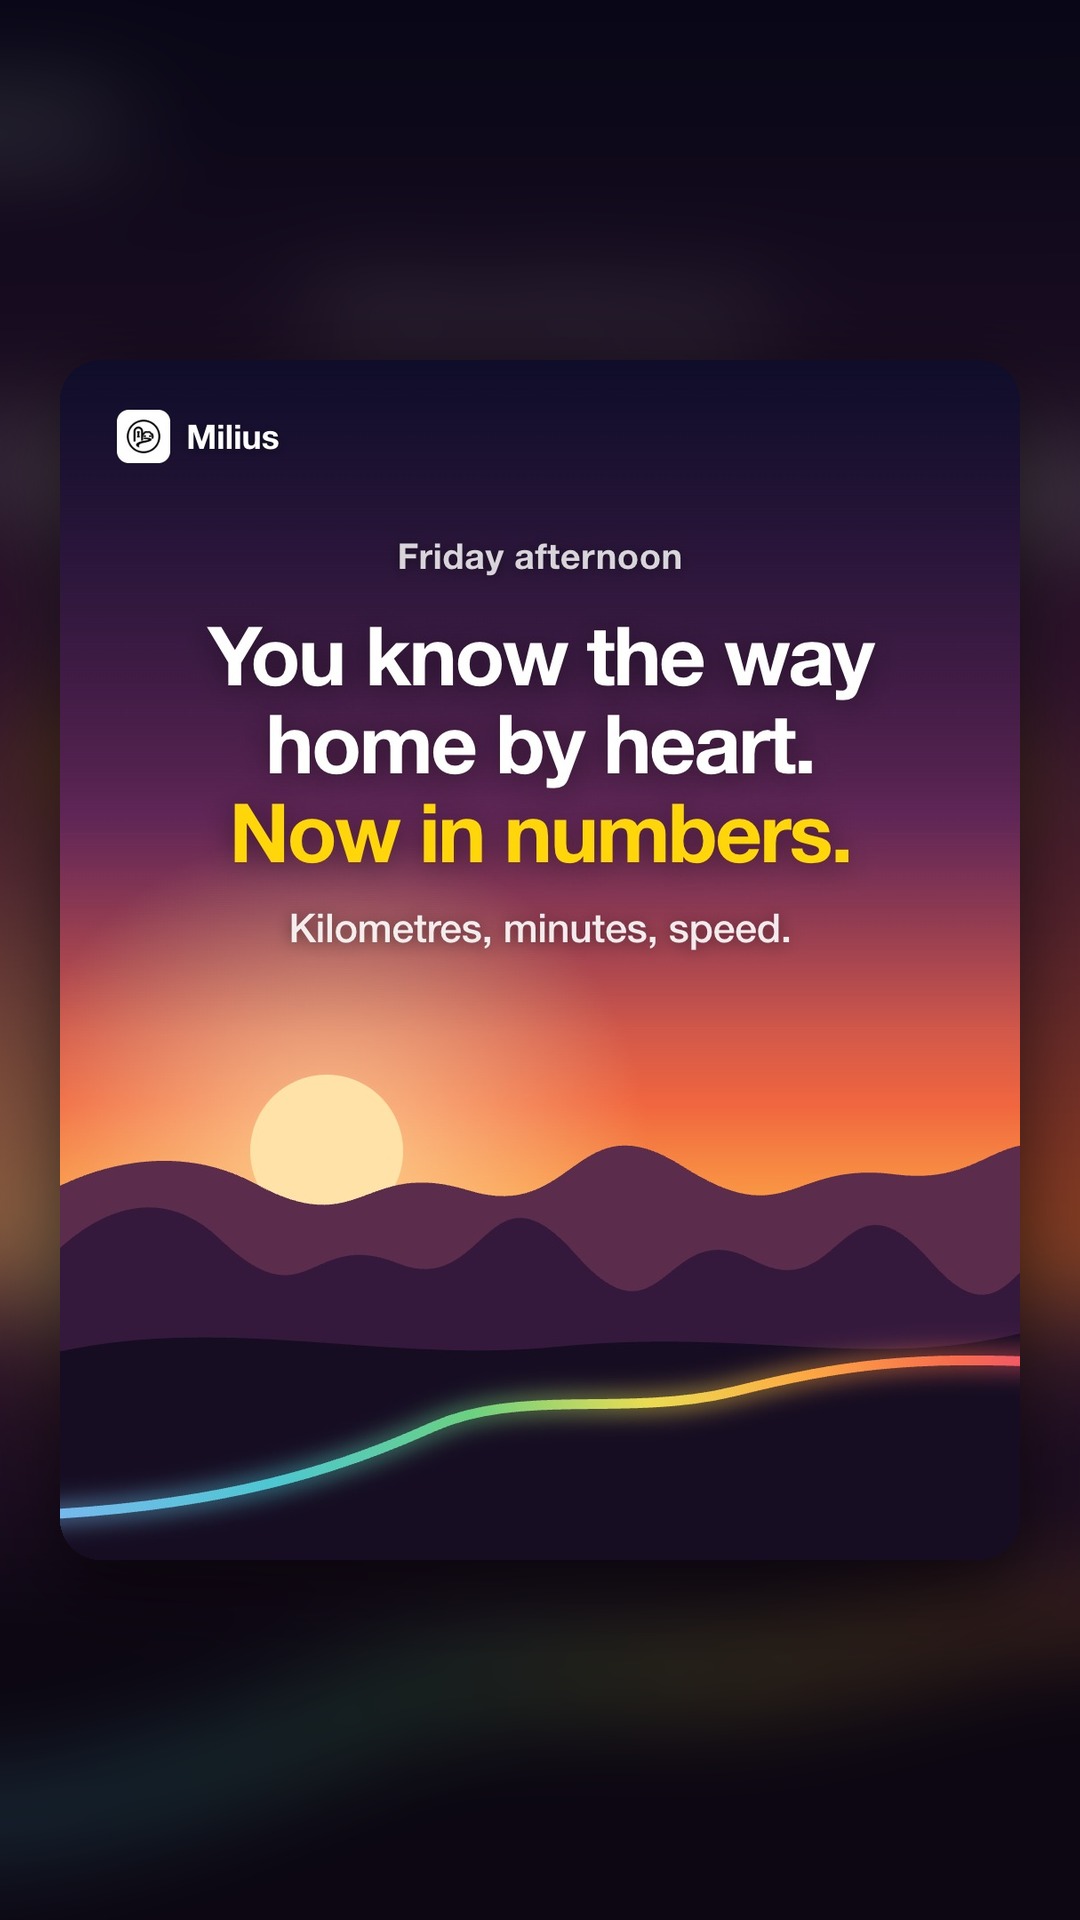 Milius
Friday afternoon
You know the way
home by heart.
Now in numbers.
Kilometres, minutes, speed.